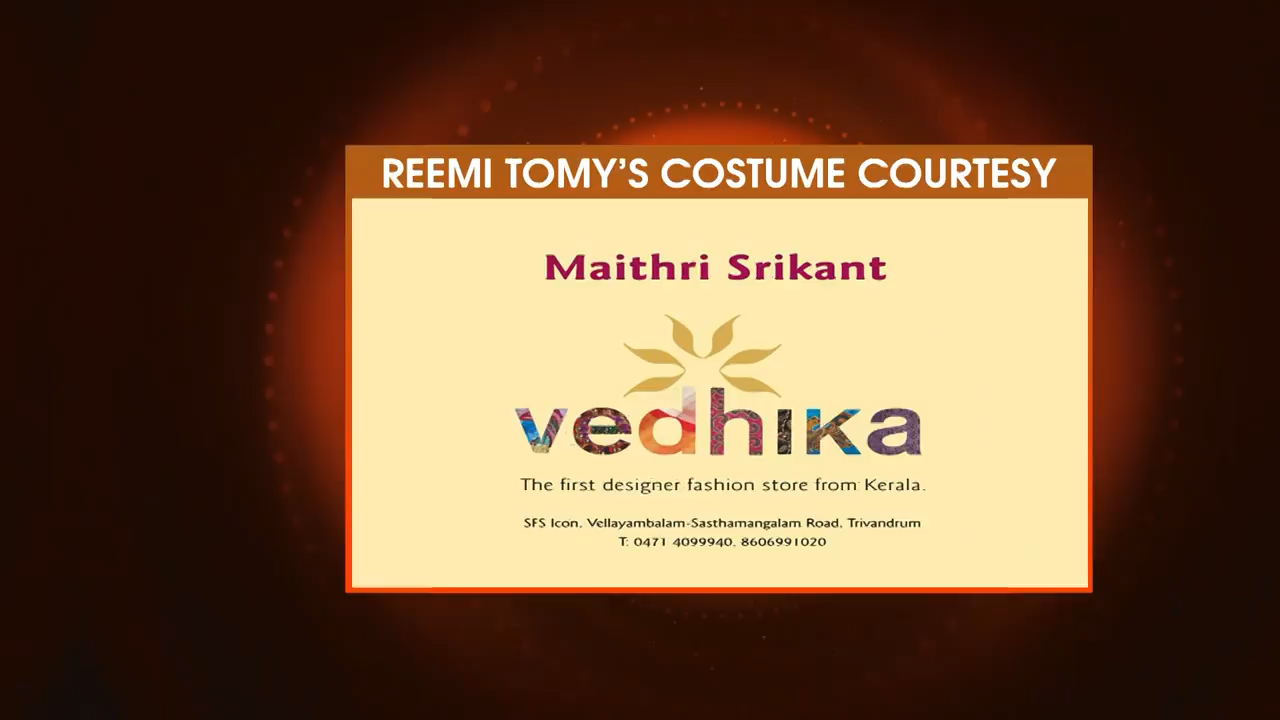 REEMI TOMY’S COSTUME COURTESY
Maithri Srikant
vedhika
The first designer fashion store from Kerala.
SFS Icon, Vellayambalam-Sasthamangalam Road, Trivandrum
T: 0471 4099940, 8606991020